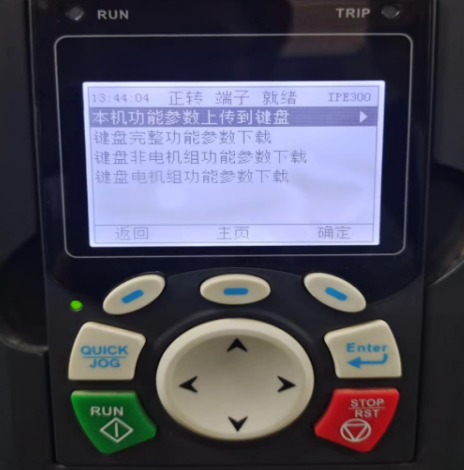 RUN TRIP
13:44:04 正转 端子 就绪 IPE300
本机功能参数上传到键盘
键盘完整功能参数下载
键盘非电机组功能参数下载
键盘电机组功能参数下载
返回 主页 确定
QUICK
JOG
Enter
RUN
STOP
RST